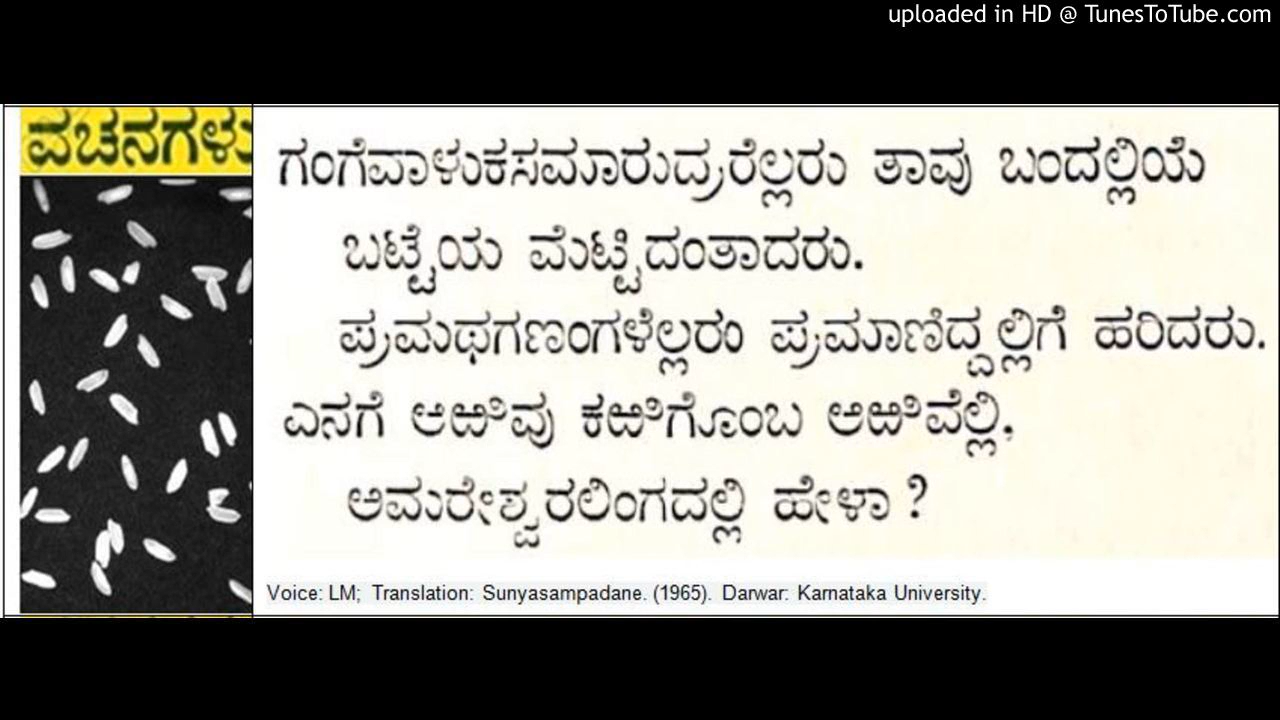 uploaded in HD @ TunesToTube.com
ವಚನಗಳು
ಗಂಗೆವಾಳುಕಸಮಾರುದ್ರರೆಲ್ಲರು ತಾವು ಬಂದಲ್ಲಿಯೆ
ಬಟ್ಟೆಯ ಮೆಟ್ಟಿದಂತಾದರು.
ಪ್ರಮಥಗಣಂಗಳೆಲ್ಲರುಂ ಪ್ರಮಾಣಿದ್ದಲ್ಲಿಗೆ ಹರಿದರು.
ಎನಗೆ ಅಱಿವು ಕಱಿಗೊಂಬ ಅಱಿವೆಲ್ಲಿ,
ಅಮರೇಶ್ವರಲಿಂಗದಲ್ಲಿ ಹೇಳಾ ?
Voice: LM; Translation: Sunyasampadane. (1965). Darwar: Karnataka University.